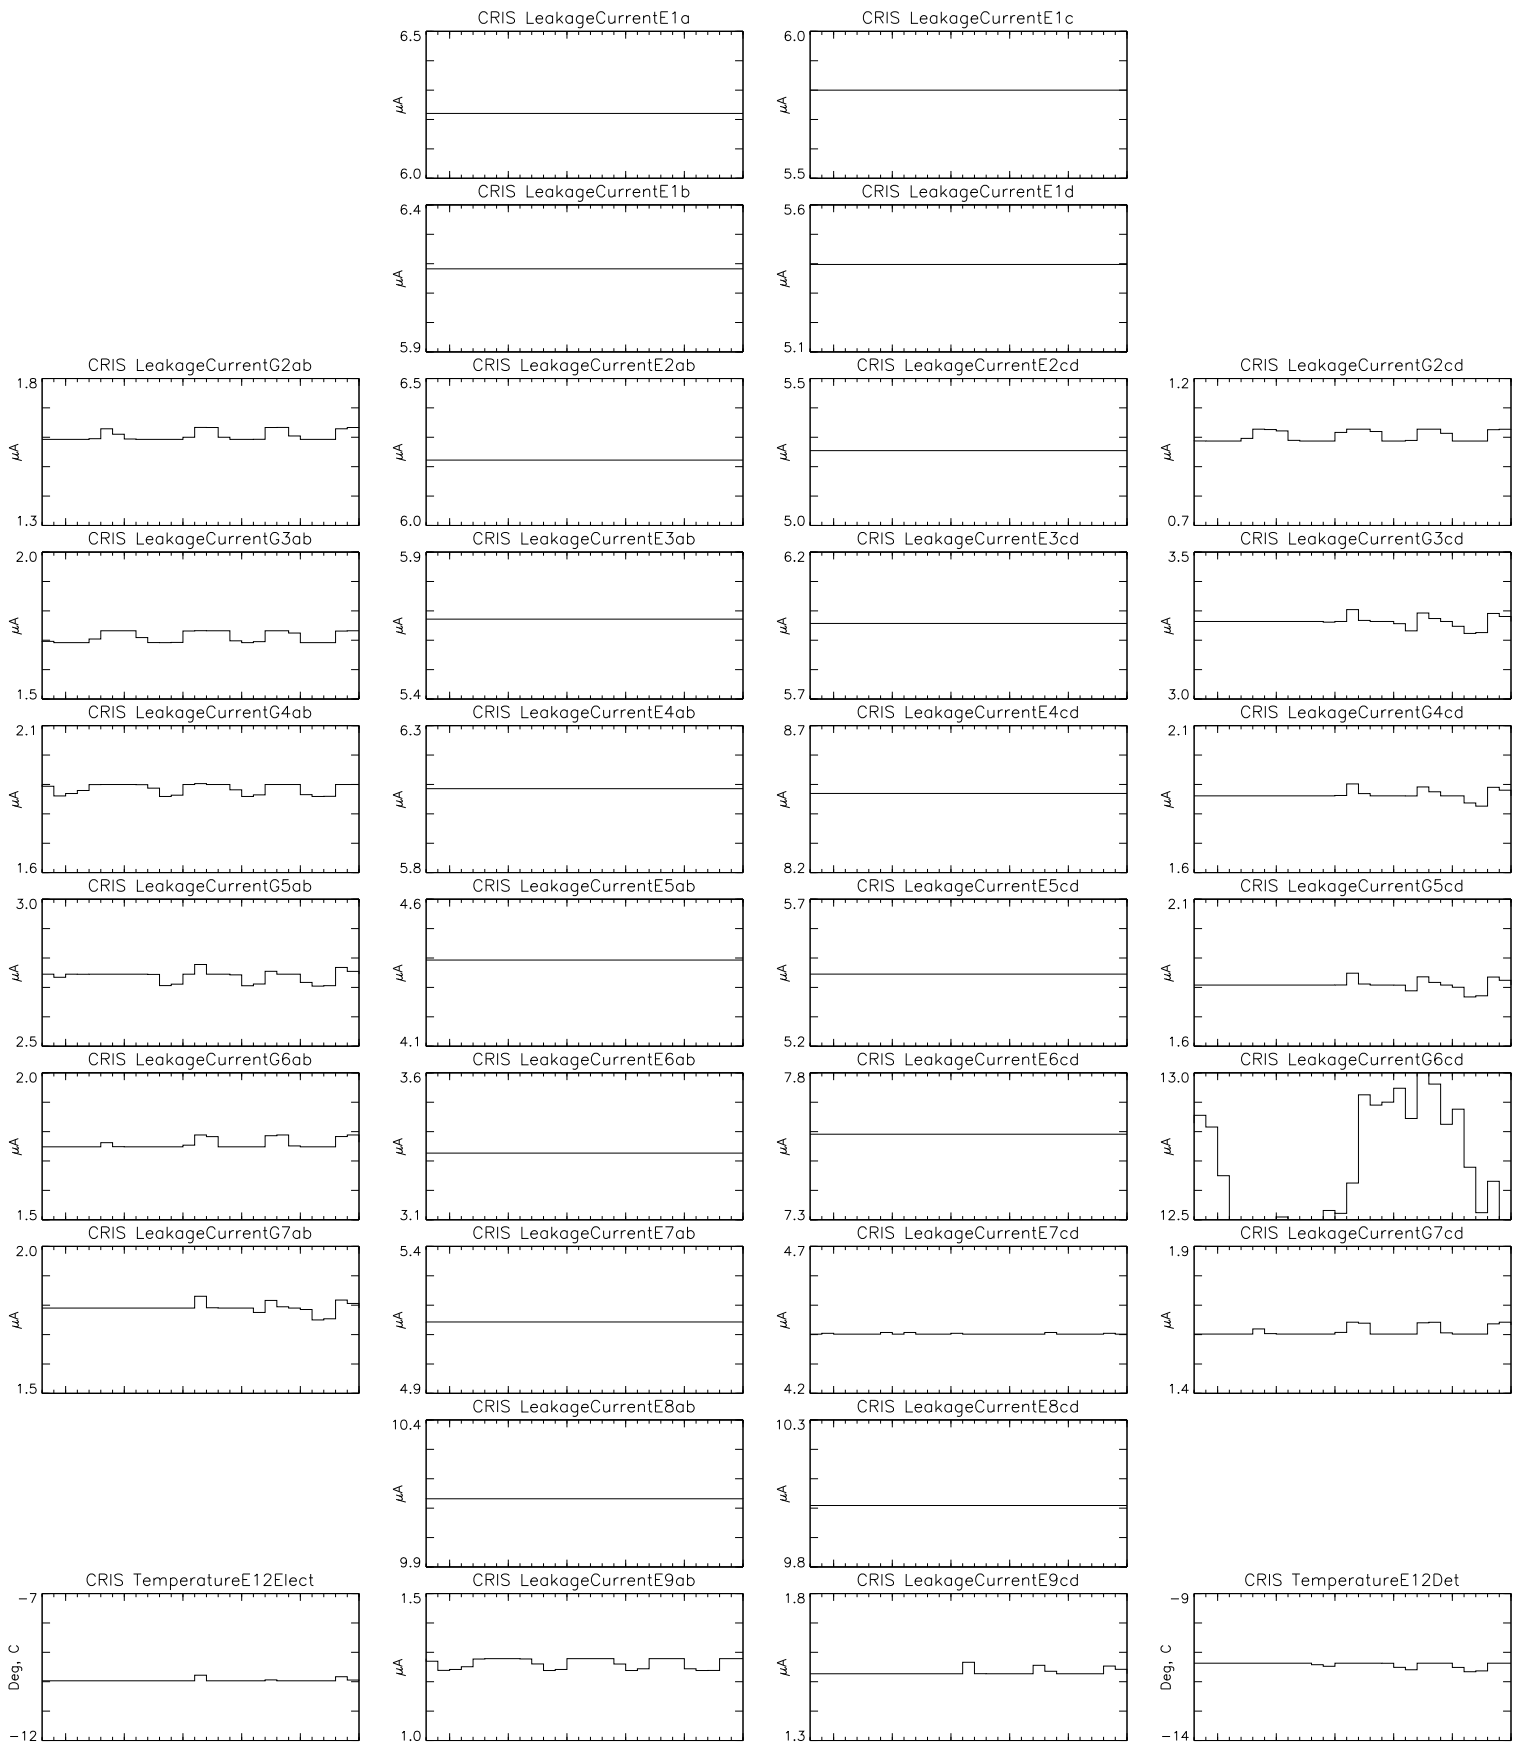 CRIS LeakageCurrentE1a
CRIS LeakageCurrentE1c
6.5
μA
6.0
6.0
μA
5.5
CRIS LeakageCurrentE1b
CRIS LeakageCurrentE1d
6.4
μA
5.9
5.6
μA
5.1
CRIS LeakageCurrentG2ab
CRIS LeakageCurrentE2ab
CRIS LeakageCurrentE2cd
CRIS LeakageCurrentG2cd
1.8
μA
1.3
6.5
μA
6.0
5.5
μA
5.0
1.2
μA
0.7
CRIS LeakageCurrentG3ab
CRIS LeakageCurrentE3ab
CRIS LeakageCurrentE3cd
CRIS LeakageCurrentG3cd
2.0
μA
1.5
5.9
μA
5.4
6.2
μA
5.7
3.5
μA
3.0
CRIS LeakageCurrentG4ab
CRIS LeakageCurrentE4ab
CRIS LeakageCurrentE4cd
CRIS LeakageCurrentG4cd
2.1
μA
1.6
6.3
μA
5.8
8.7
μA
8.2
2.1
μA
1.6
CRIS LeakageCurrentG5ab
CRIS LeakageCurrentE5ab
CRIS LeakageCurrentE5cd
CRIS LeakageCurrentG5cd
3.0
μA
2.5
4.6
μA
4.1
5.7
μA
5.2
2.1
μA
1.6
CRIS LeakageCurrentG6ab
CRIS LeakageCurrentE6ab
CRIS LeakageCurrentE6cd
CRIS LeakageCurrentG6cd
2.0
μA
1.5
3.6
μA
3.1
7.8
μA
7.3
13.0
μA
12.5
CRIS LeakageCurrentG7ab
CRIS LeakageCurrentE7ab
CRIS LeakageCurrentE7cd
CRIS LeakageCurrentG7cd
2.0
μA
1.5
5.4
μA
4.9
4.7
μA
4.2
1.9
μA
1.4
CRIS LeakageCurrentE8ab
CRIS LeakageCurrentE8cd
10.4
μA
9.9
10.3
μA
9.8
CRIS TemperatureE12Elect
CRIS LeakageCurrentE9ab
CRIS LeakageCurrentE9cd
CRIS TemperatureE12Det
-7
Deg, C
-12
1.5
μA
1.0
1.8
μA
1.3
-9
Deg, C
-14